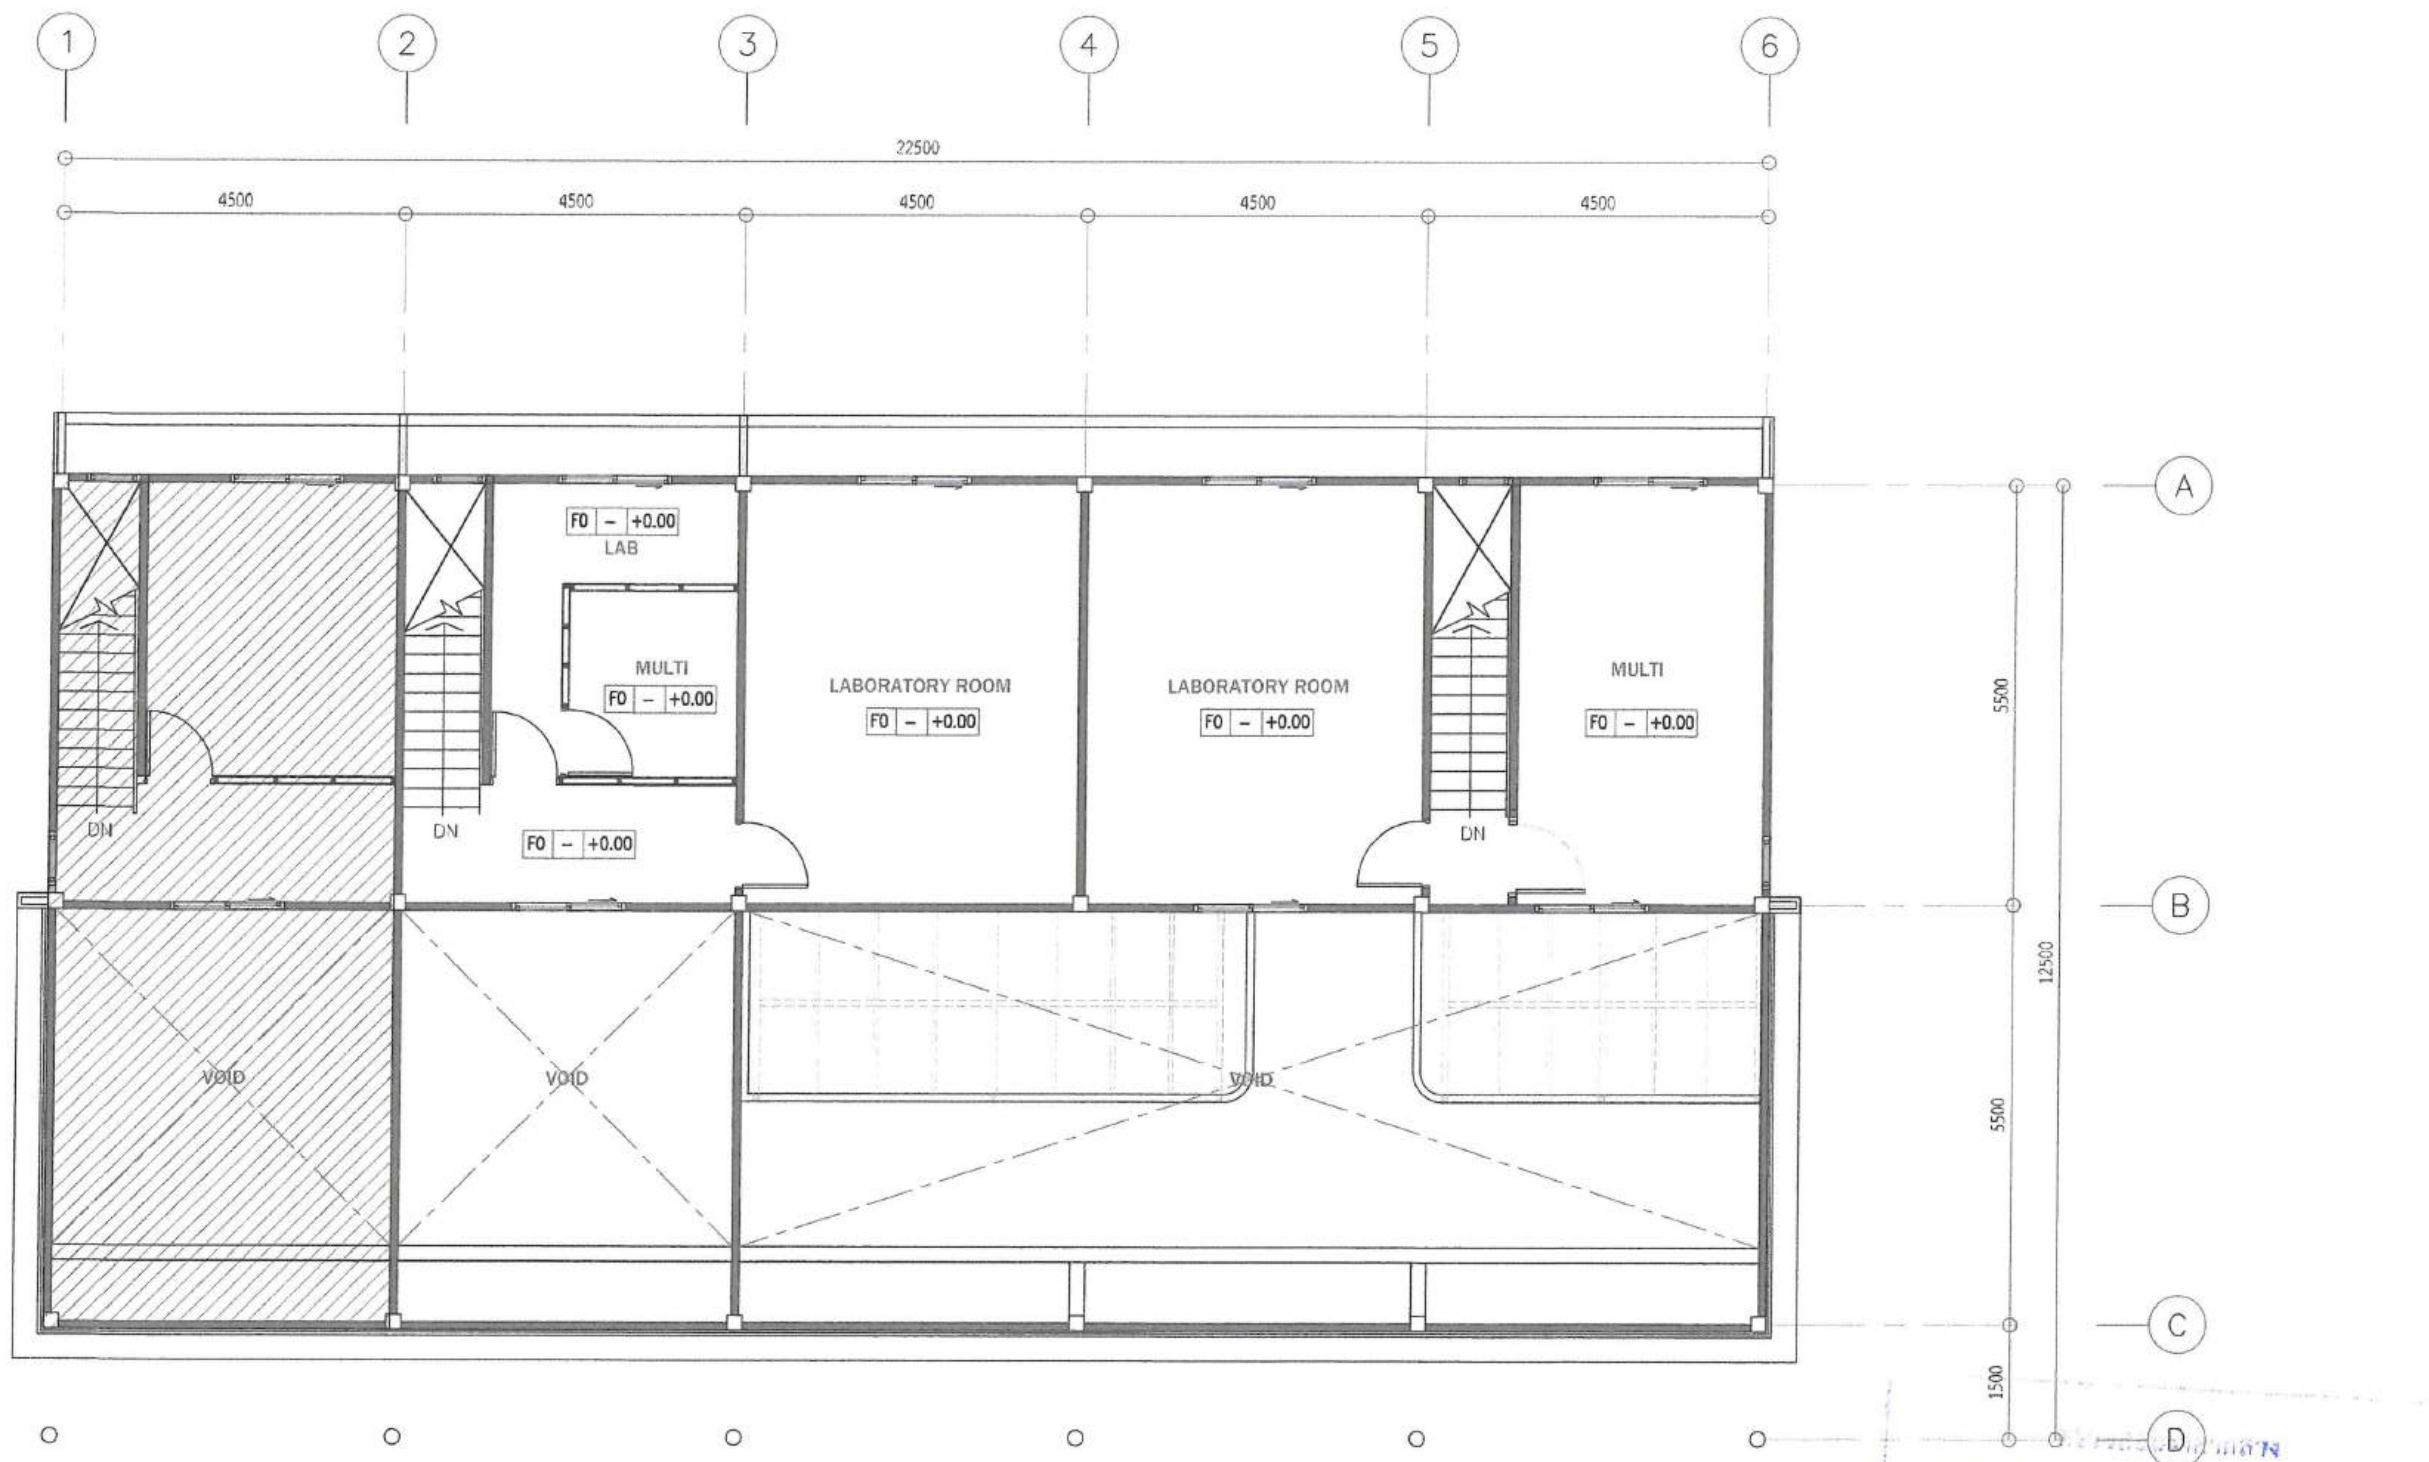 1 2 3 4 5 6
22500
4500 4500 4500 4500 4500
A
F0 - +0.00
LAB
MULTI
F0 - +0.00
LABORATORY ROOM
F0 - +0.00
LABORATORY ROOM
F0 - +0.00
MULTI
F0 - +0.00
5500
DN
DN
F0 - +0.00
DN
B
12500
VOID
VOID
VOID
5500
C
1500
D